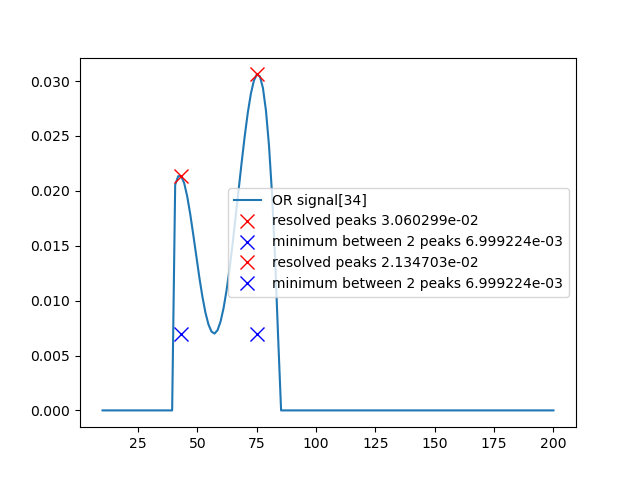 0.030
0.025
0.020
0.015
0.010
0.005
0.000
OR signal[34]
resolved peaks 3.060299e-02
minimum between 2 peaks 6.999224e-03
resolved peaks 2.134703e-02
minimum between 2 peaks 6.999224e-03
25 50 75 100 125 150 175 200